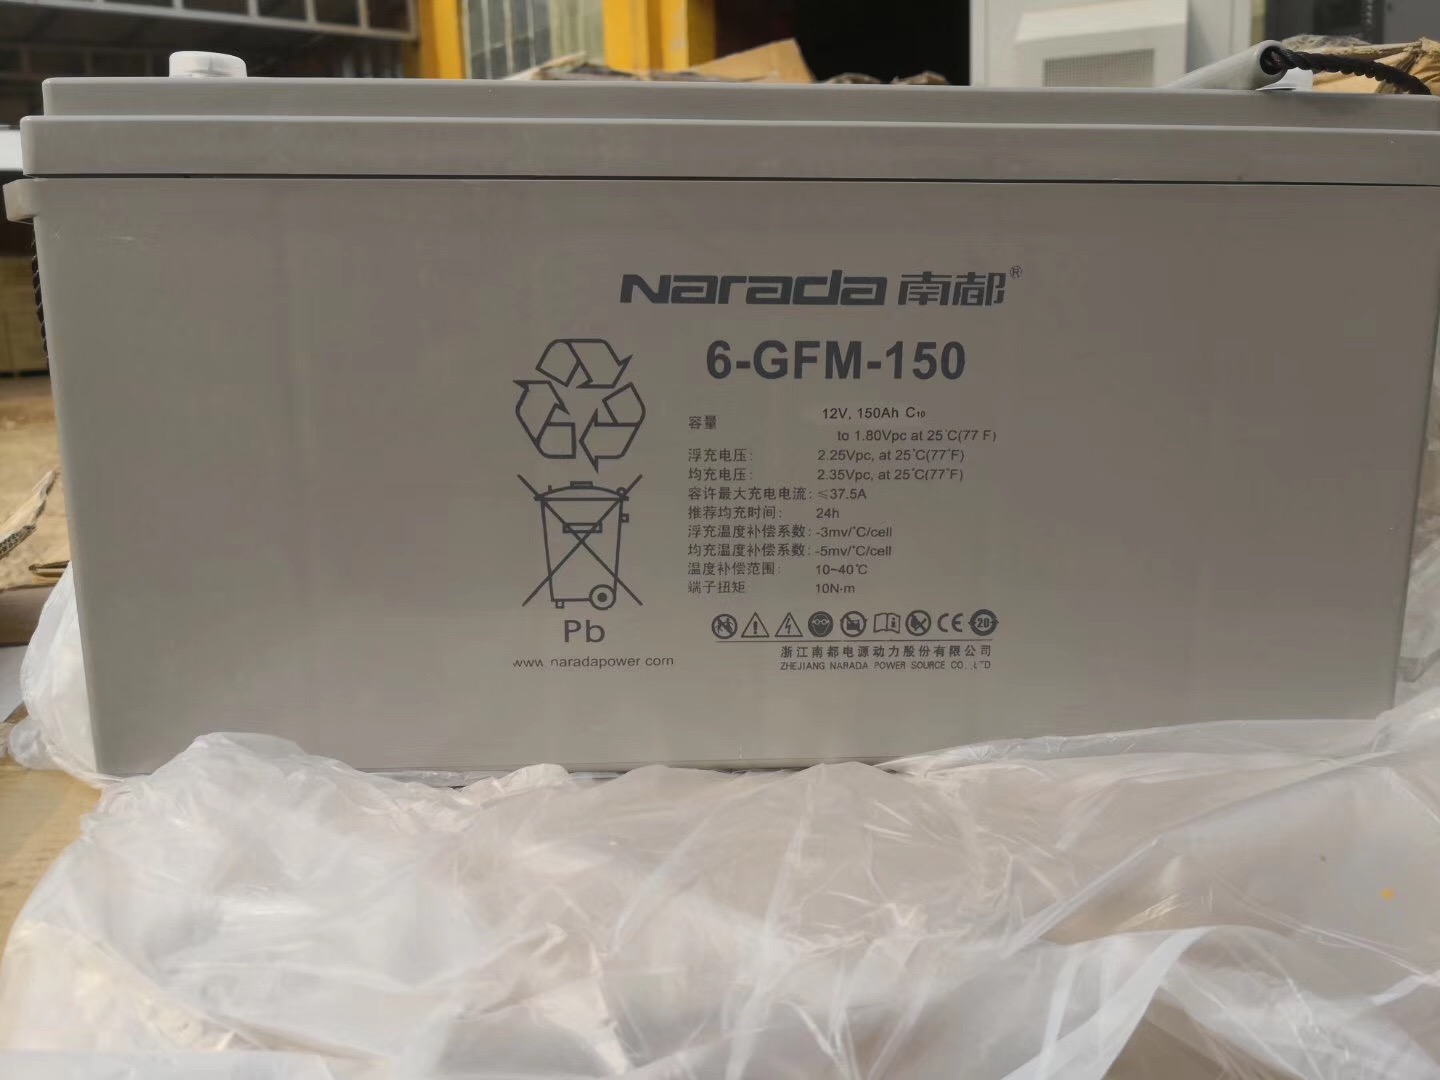 Narada 南都®
6-GFM-150
容量 12V, 150Ah C₁₀
to 1.80Vpc at 25°C(77 F)
浮充电压: 2.25Vpc, at 25°C(77°F)
均充电压: 2.35Vpc, at 25°C(77°F)
容许最大充电电流: ≤37.5A
推荐均充时间: 24h
浮充温度补偿系数: -3mv/°C/cell
均充温度补偿系数: -5mv/°C/cell
温度补偿范围: 10~40°C
端子扭矩 10N·m
CE 20
Pb
浙江南都电源动力股份有限公司
www.naradapower.com
ZHEJIANG NARADA POWER SOURCE CO.,LTD